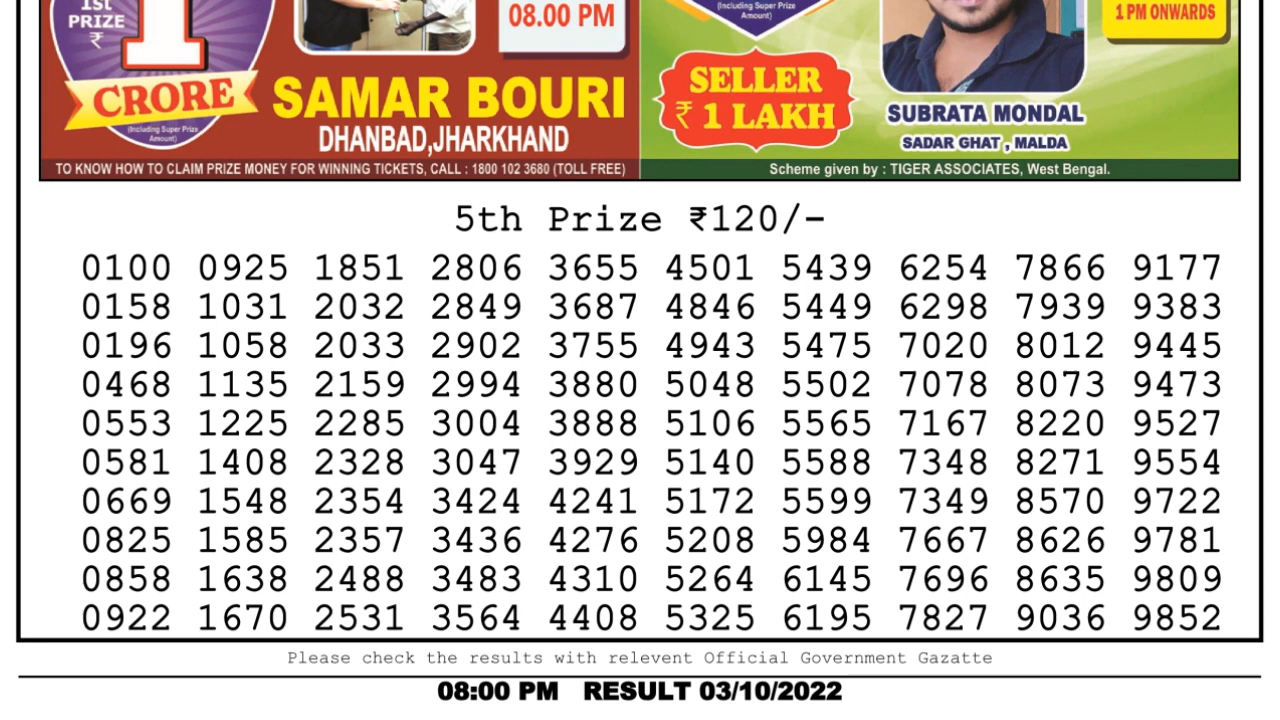 1st
PRIZE
₹
1
CRORE
(Including Super Prize
Amount)
08.00 PM
SAMAR BOURI
DHANBAD,JHARKHAND
(Including Super Prize
Amount)
SELLER
₹ 1 LAKH
1 PM ONWARDS
SUBRATA MONDAL
SADAR GHAT , MALDA
TO KNOW HOW TO CLAIM PRIZE MONEY FOR WINNING TICKETS, CALL : 1800 102 3680 (TOLL FREE)
Scheme given by : TIGER ASSOCIATES, West Bengal.
5th Prize ₹120/-
0100 0925 1851 2806 3655 4501 5439 6254 7866 9177
0158 1031 2032 2849 3687 4846 5449 6298 7939 9383
0196 1058 2033 2902 3755 4943 5475 7020 8012 9445
0468 1135 2159 2994 3880 5048 5502 7078 8073 9473
0553 1225 2285 3004 3888 5106 5565 7167 8220 9527
0581 1408 2328 3047 3929 5140 5588 7348 8271 9554
0669 1548 2354 3424 4241 5172 5599 7349 8570 9722
0825 1585 2357 3436 4276 5208 5984 7667 8626 9781
0858 1638 2488 3483 4310 5264 6145 7696 8635 9809
0922 1670 2531 3564 4408 5325 6195 7827 9036 9852
Please check the results with relevent Official Government Gazatte
08:00 PM RESULT 03/10/2022